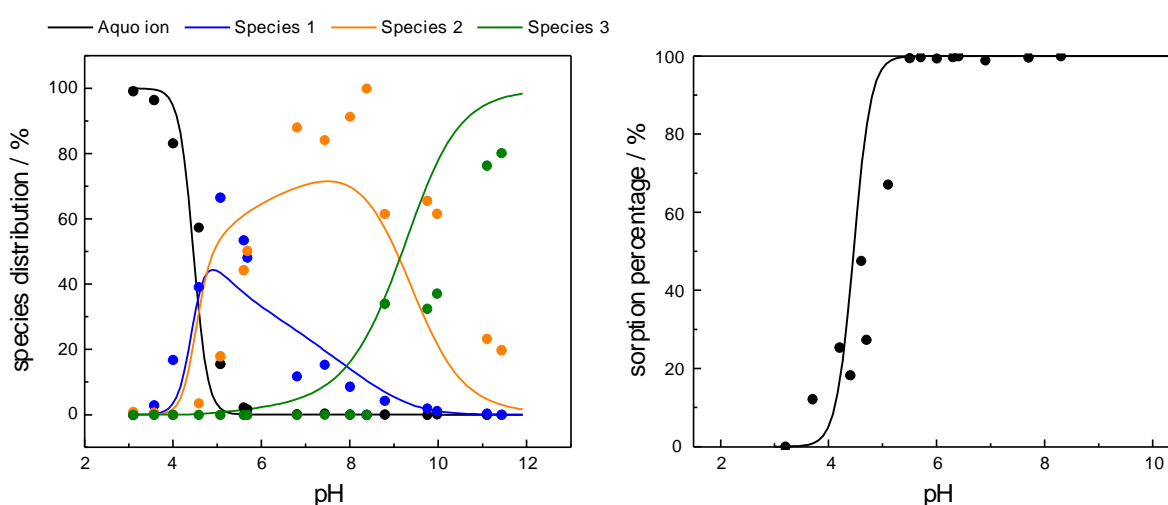 Aquo ion Species 1 Species 2 Species 3
species distribution / %
100
80
60
40
20
0
2 4 6 8 10 12
pH
sorption percentage / %
100
80
60
40
20
0
2 4 6 8 10
pH